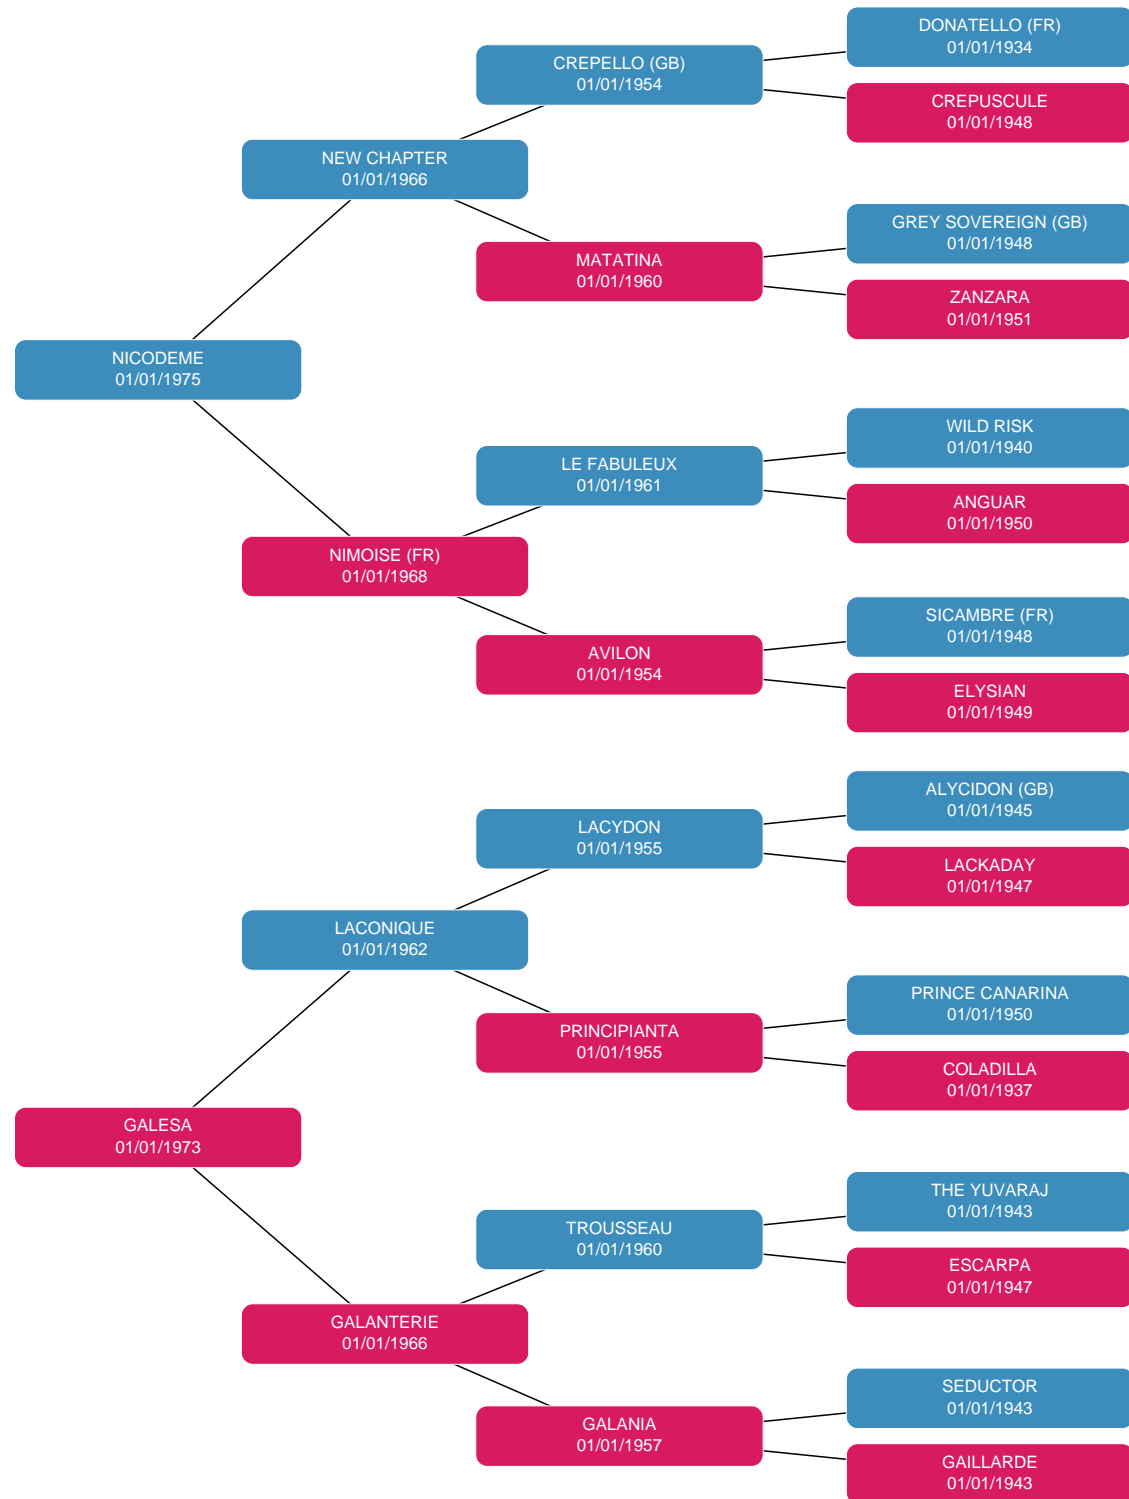 DONATELLO (FR)
01/01/1934
CREPELLO (GB)
01/01/1954
CREPUSCULE
01/01/1948
NEW CHAPTER
01/01/1966
GREY SOVEREIGN (GB)
01/01/1948
MATATINA
01/01/1960
ZANZARA
01/01/1951
NICODEME
01/01/1975
WILD RISK
01/01/1940
LE FABULEUX
01/01/1961
ANGUAR
01/01/1950
NIMOISE (FR)
01/01/1968
SICAMBRE (FR)
01/01/1948
AVILON
01/01/1954
ELYSIAN
01/01/1949
ALYCIDON (GB)
01/01/1945
LACYDON
01/01/1955
LACKADAY
01/01/1947
LACONIQUE
01/01/1962
PRINCE CANARINA
01/01/1950
PRINCIPIANTA
01/01/1955
COLADILLA
01/01/1937
GALESA
01/01/1973
THE YUVARAJ
01/01/1943
TROUSSEAU
01/01/1960
ESCARPA
01/01/1947
GALANTERIE
01/01/1966
SEDUCTOR
01/01/1943
GALANIA
01/01/1957
GAILLARDE
01/01/1943